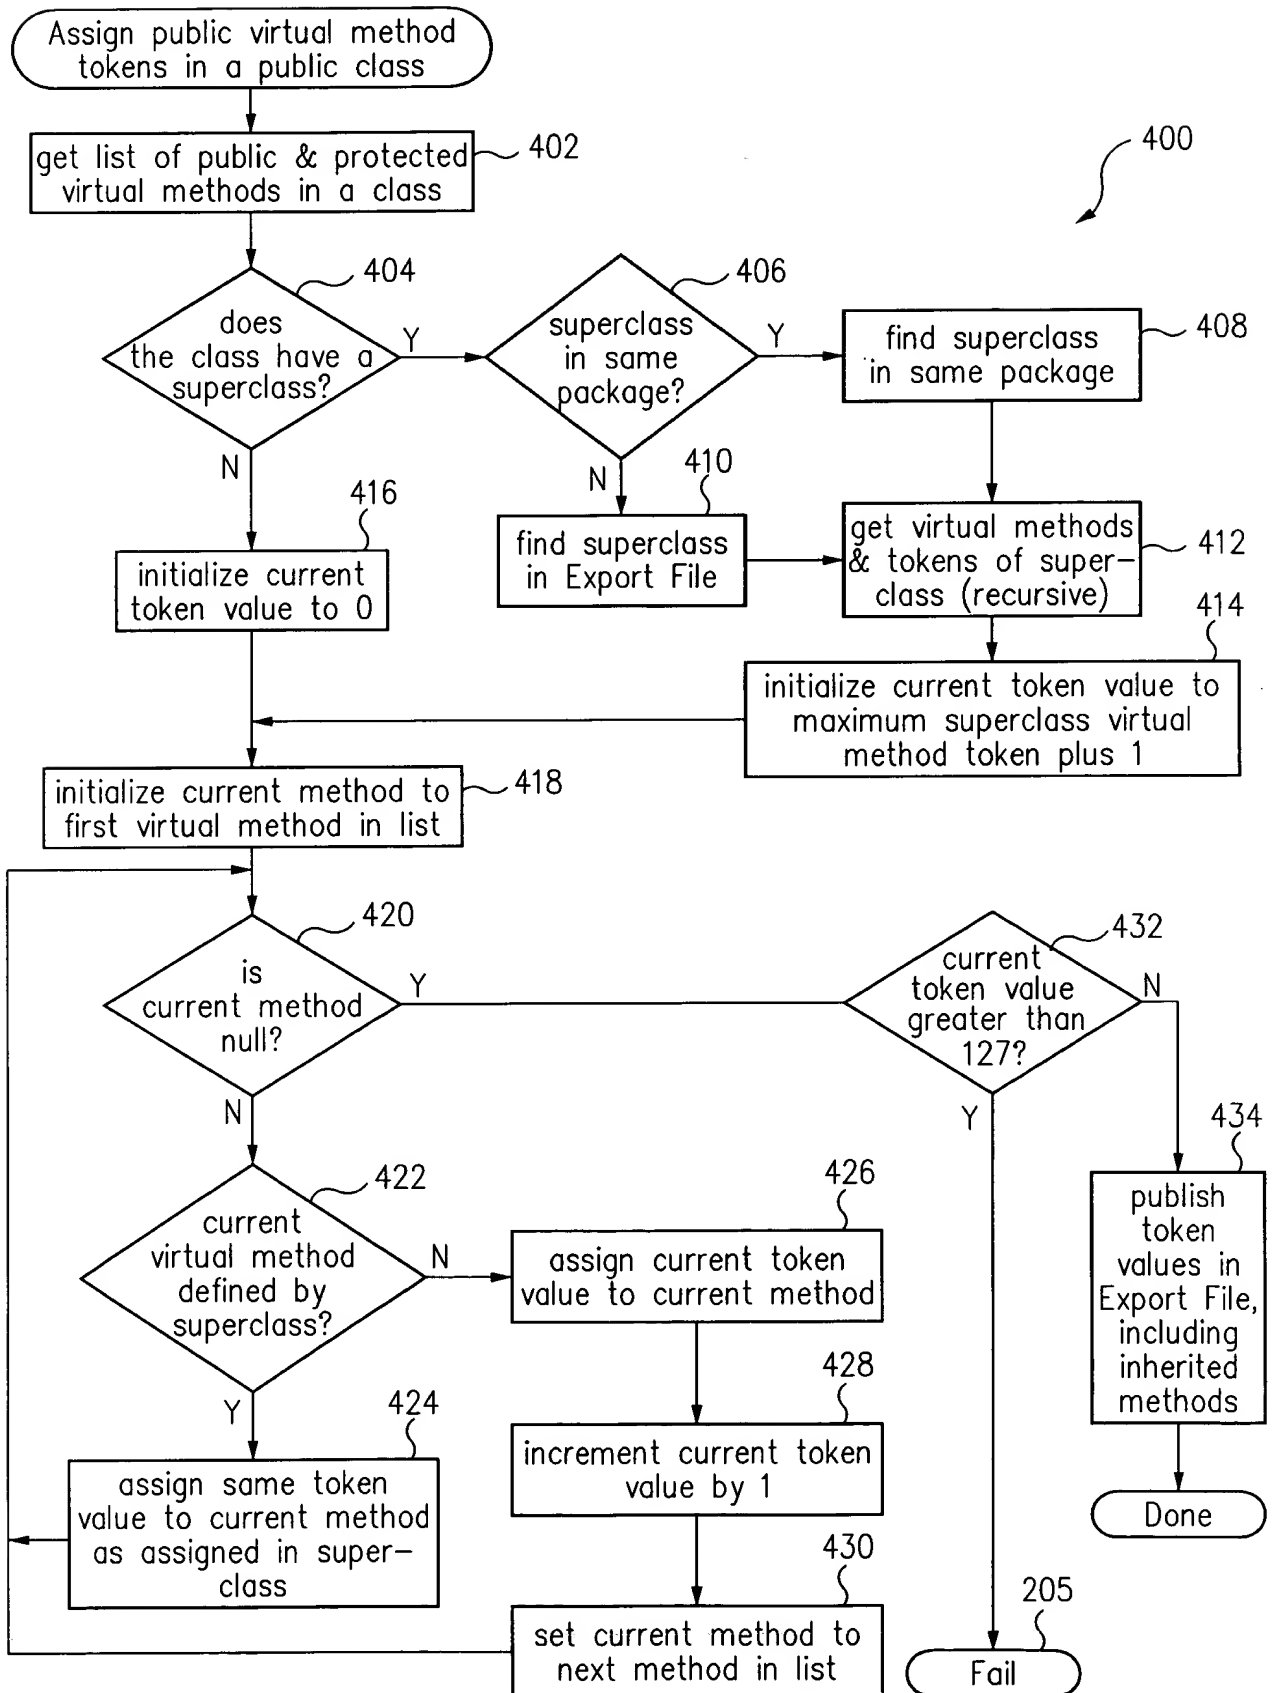 Assign public virtual method
tokens in a public class
get list of public & protected
virtual methods in a class
402
400
404
does
the class have a
superclass?
Y
N
406
superclass
in same
package?
Y
N
find superclass
in same package
408
410
find superclass
in Export File
get virtual methods
& tokens of super-
class (recursive)
412
416
initialize current
token value to 0
414
initialize current token value to
maximum superclass virtual
method token plus 1
initialize current method to
first virtual method in list
418
420
is
current method
null?
Y
N
432
current
token value
greater than
127?
N
Y
422
current
virtual method
defined by
superclass?
N
Y
426
assign current token
value to current method
434
publish
token
values in
Export File,
including
inherited
methods
424
assign same token
value to current method
as assigned in super-
class
428
increment current token
value by 1
Done
430
set current method to
next method in list
205
Fail